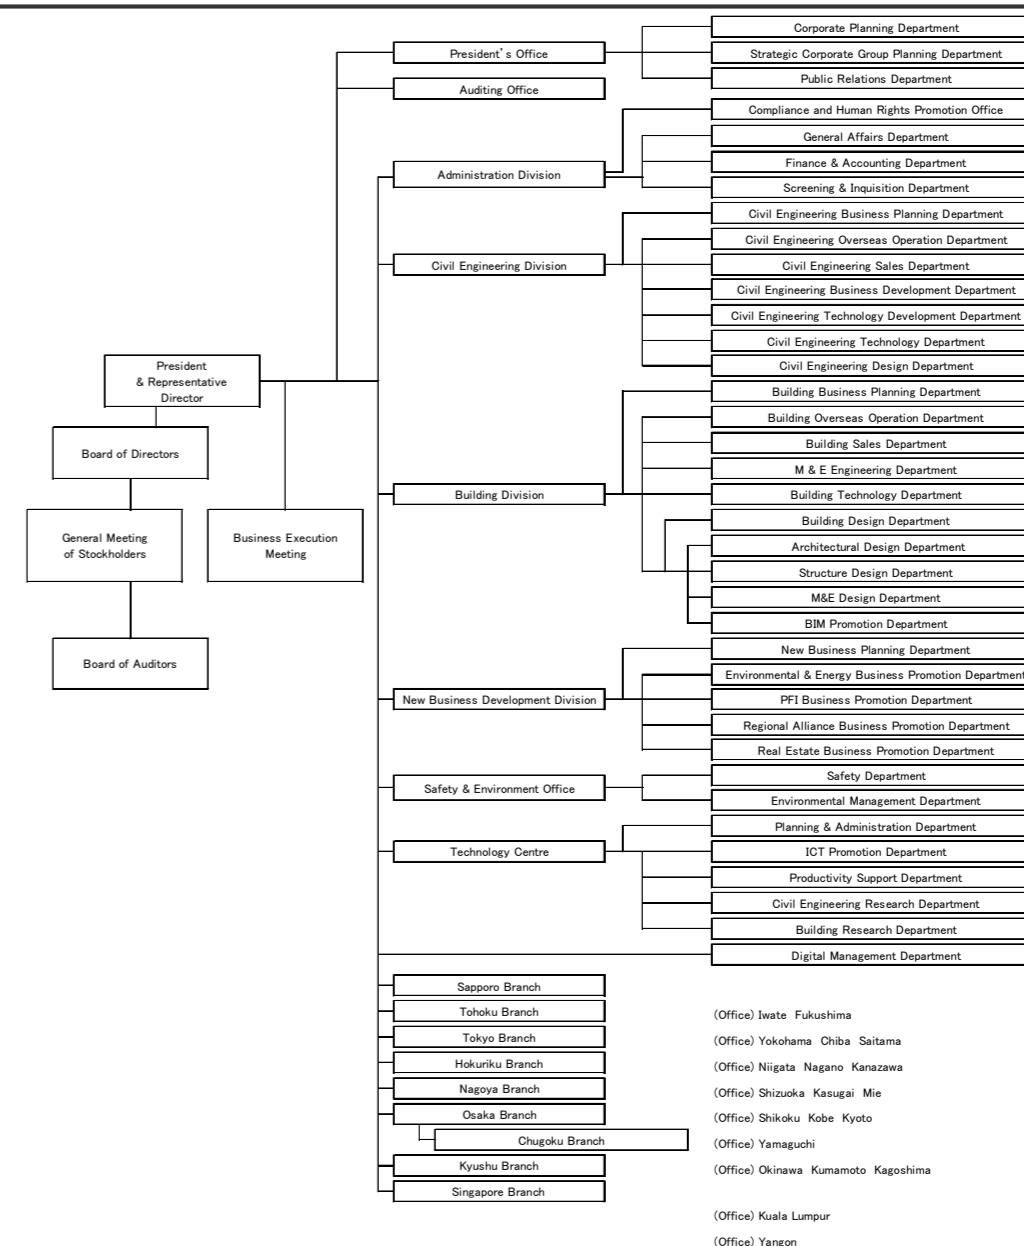 Corporate Planning Department
President's Office
Strategic Corporate Group Planning Department
Public Relations Department
Auditing Office
Compliance and Human Rights Promotion Office
General Affairs Department
Administration Division
Finance & Accounting Department
Screening & Inquisition Department
Civil Engineering Business Planning Department
Civil Engineering Overseas Operation Department
Civil Engineering Division
Civil Engineering Sales Department
Civil Engineering Business Development Department
Civil Engineering Technology Development Department
Civil Engineering Technology Department
Civil Engineering Design Department
President
& Representative
Director
Board of Directors
General Meeting
of Stockholders
Business Execution
Meeting
Board of Auditors
Building Business Planning Department
Building Overseas Operation Department
Building Sales Department
M & E Engineering Department
Building Division
Building Technology Department
Building Design Department
Architectural Design Department
Structure Design Department
M&E Design Department
BIM Promotion Department
New Business Planning Department
Environmental & Energy Business Promotion Department
New Business Development Division
PFI Business Promotion Department
Regional Alliance Business Promotion Department
Real Estate Business Promotion Department
Safety Department
Safety & Environment Office
Environmental Management Department
Planning & Administration Department
Technology Centre
ICT Promotion Department
Productivity Support Department
Civil Engineering Research Department
Building Research Department
Digital Management Department
Sapporo Branch
Tohoku Branch
(Office) Iwate Fukushima
Tokyo Branch
(Office) Yokohama Chiba Saitama
Hokuriku Branch
(Office) Niigata Nagano Kanazawa
Nagoya Branch
(Office) Shizuoka Kasugai Mie
Osaka Branch
(Office) Shikoku Kobe Kyoto
Chugoku Branch
(Office) Yamaguchi
Kyushu Branch
(Office) Okinawa Kumamoto Kagoshima
Singapore Branch
(Office) Kuala Lumpur
(Office) Yangon